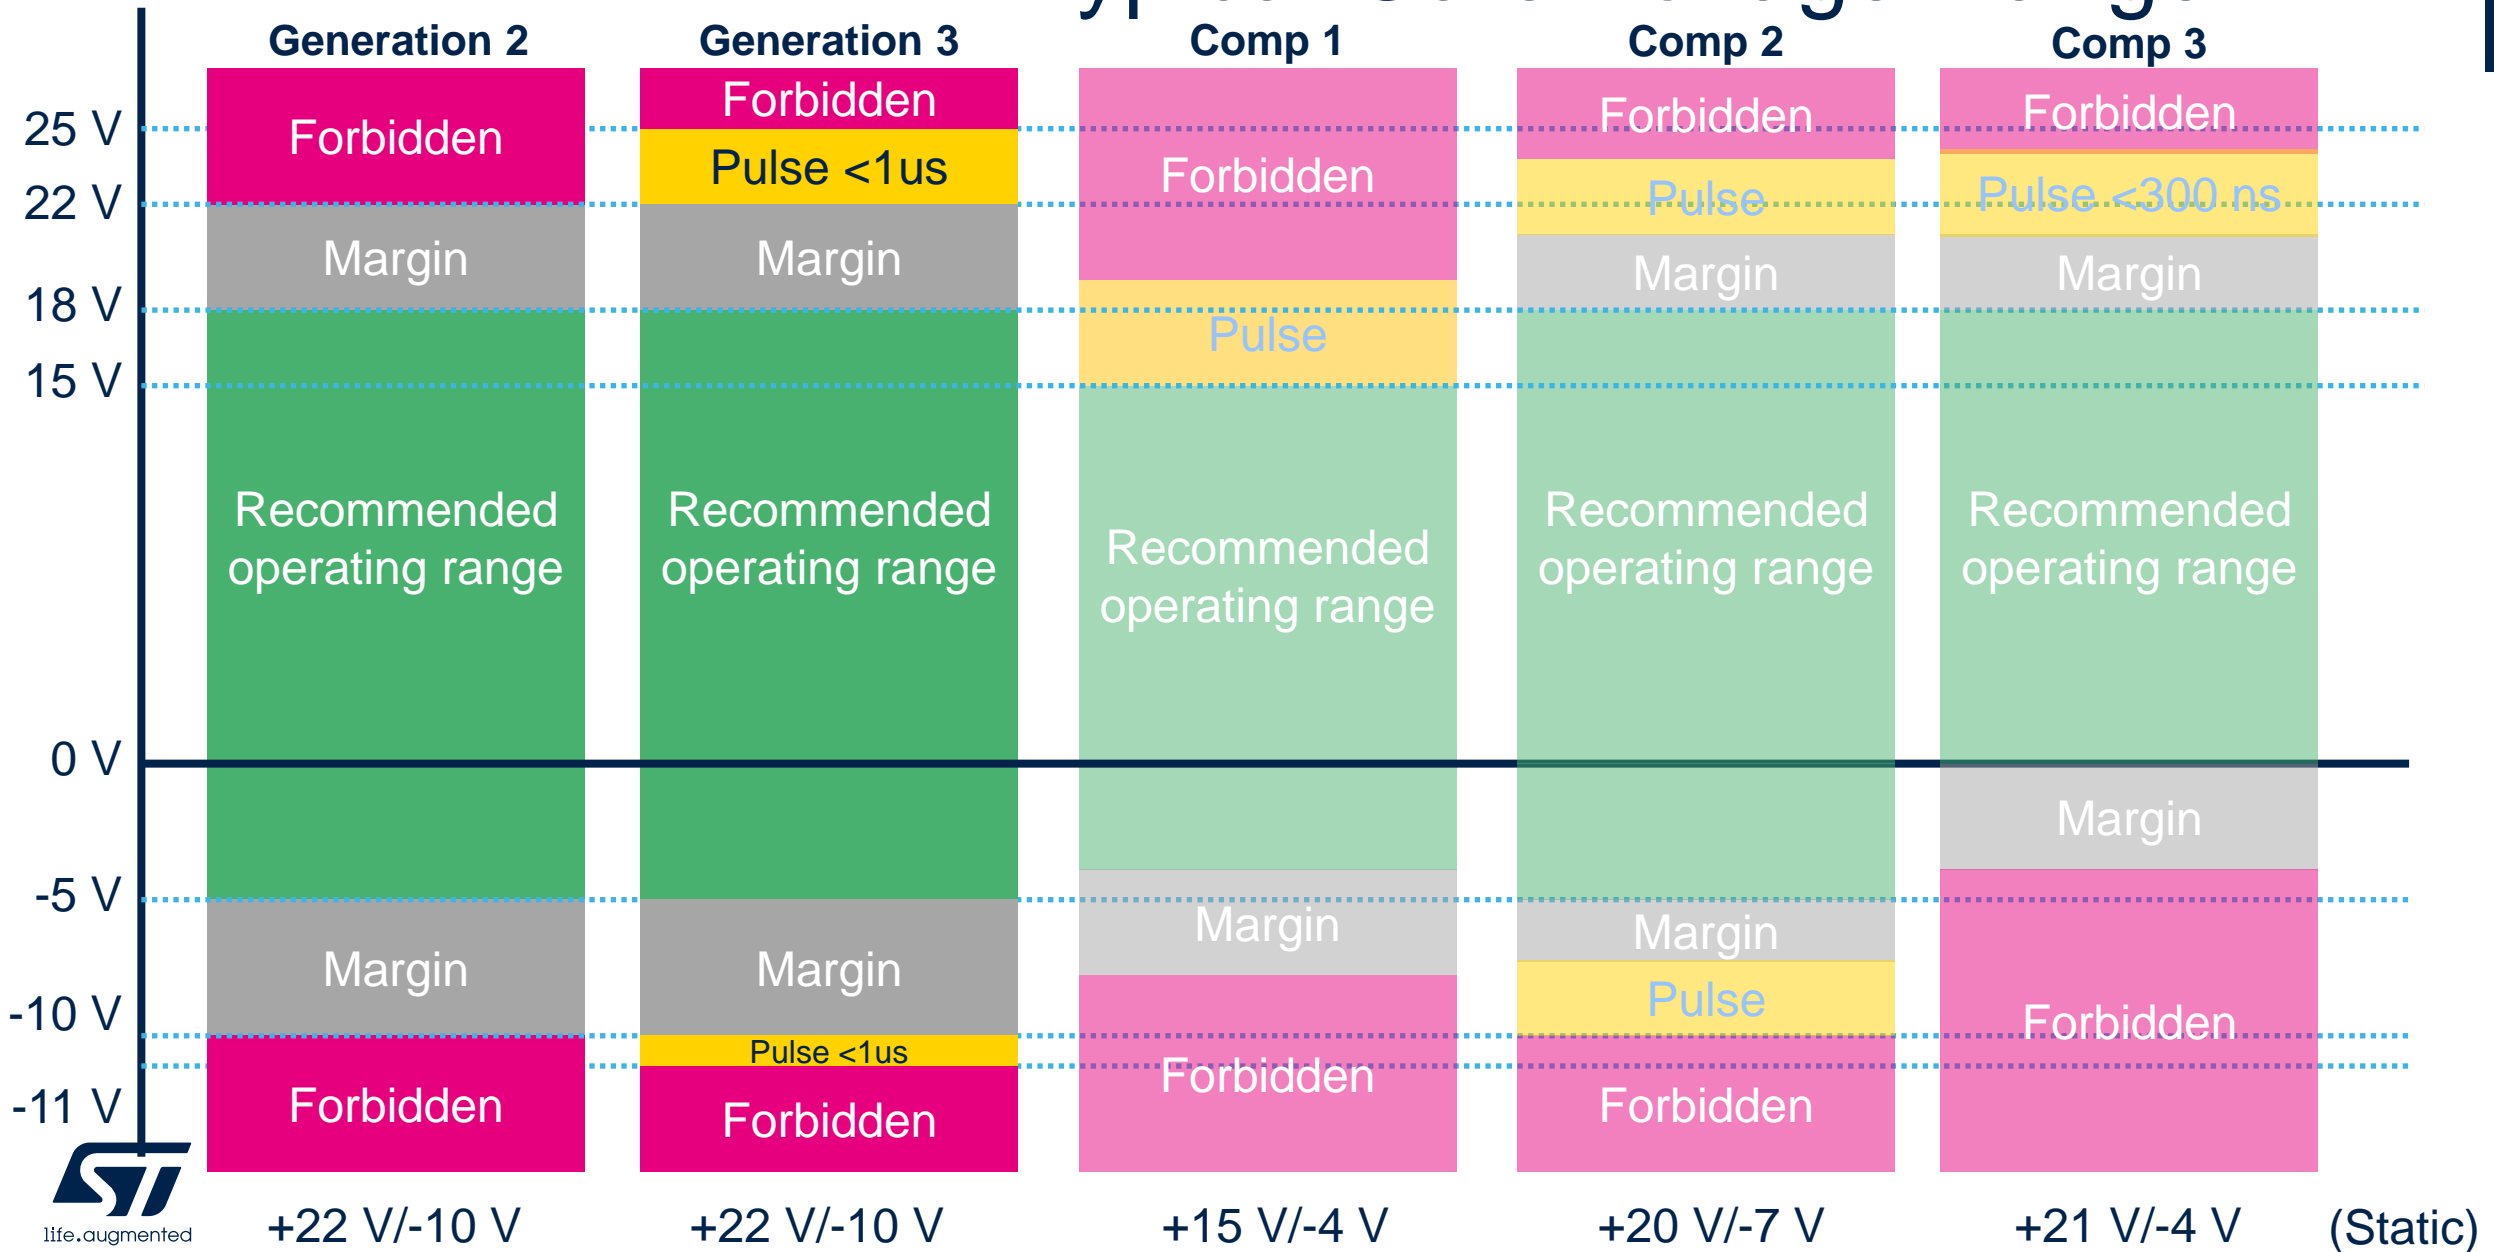 Generation 2
Generation 3
Comp 1
Comp 2
Comp 3
25 V
22 V
18 V
15 V
0 V
-5 V
-10 V
-11 V
Forbidden
Margin
Recommended
operating range
Margin
Forbidden
Forbidden
Pulse <1us
Margin
Recommended
operating range
Margin
Pulse <1us
Forbidden
Forbidden
Pulse
Recommended
operating range
Margin
Forbidden
Forbidden
Pulse
Margin
Recommended
operating range
Margin
Pulse
Forbidden
Forbidden
Pulse <300 ns
Margin
Recommended
operating range
Margin
Forbidden
+22 V/-10 V
+22 V/-10 V
+15 V/-4 V
+20 V/-7 V
+21 V/-4 V
(Static)
ST
life.augmented